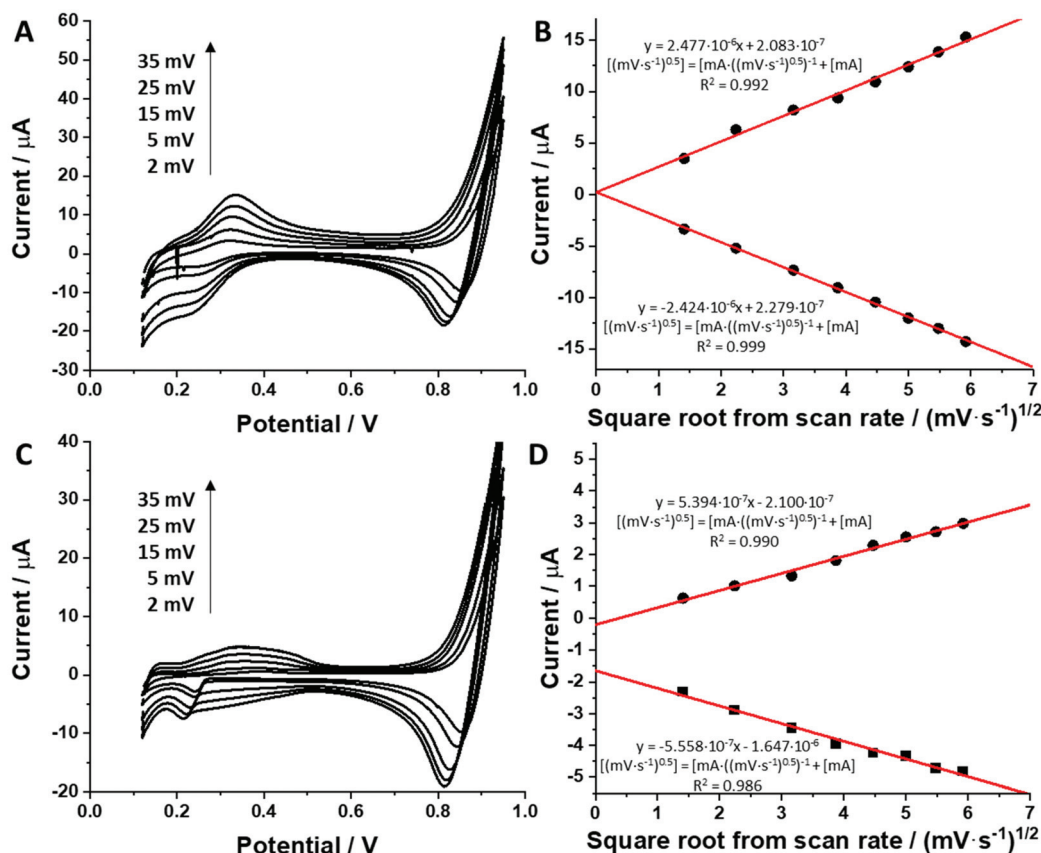 A
60
50
40
30
20
10
0
-10
-20
-30
Current / μA
35 mV
25 mV
15 mV
5 mV
2 mV
0.0 0.2 0.4 0.6 0.8 1.0
Potential / V
B
15
10
5
0
-5
-10
-15
Current / μA
y = 2.477·10⁻⁶x + 2.083·10⁻⁷
[(mV·s⁻¹)⁰·⁵] = [mA·((mV·s⁻¹)⁰·⁵)⁻¹ + [mA]
R² = 0.992
y = -2.424·10⁻⁶x + 2.279·10⁻⁷
[(mV·s⁻¹)⁰·⁵] = [mA·((mV·s⁻¹)⁰·⁵)⁻¹ + [mA]
R² = 0.999
0 1 2 3 4 5 6 7
Square root from scan rate / (mV·s⁻¹)¹ᐟ²
C
40
30
20
10
0
-10
-20
Current / μA
35 mV
25 mV
15 mV
5 mV
2 mV
0.0 0.2 0.4 0.6 0.8 1.0
Potential / V
D
5
4
3
2
1
0
-1
-2
-3
-4
-5
Current / μA
y = 5.394·10⁻⁷x - 2.100·10⁻⁷
[(mV·s⁻¹)⁰·⁵] = [mA·((mV·s⁻¹)⁰·⁵)⁻¹ + [mA]
R² = 0.990
y = -5.558·10⁻⁷x - 1.647·10⁻⁶
[(mV·s⁻¹)⁰·⁵] = [mA·((mV·s⁻¹)⁰·⁵)⁻¹ + [mA]
R² = 0.986
0 1 2 3 4 5 6 7
Square root from scan rate / (mV·s⁻¹)¹ᐟ²